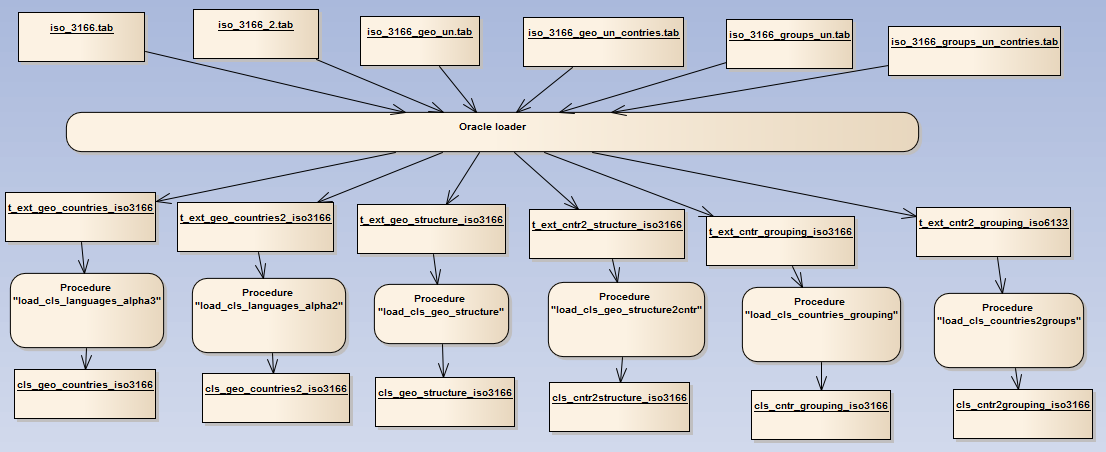 iso_3166.tab
iso_3166_2.tab
iso_3166_geo_un.tab
iso_3166_geo_un_contries.tab
iso_3166_groups_un.tab
iso_3166_groups_un_contries.tab
Oracle loader
t_ext_geo_countries_iso3166
t_ext_geo_countries2_iso3166
t_ext_geo_structure_iso3166
t_ext_cntr2_structure_iso3166
t_ext_cntr_grouping_iso3166
t_ext_cntr2_grouping_iso6133
Procedure
"load_cls_languages_alpha3"
Procedure
"load_cls_languages_alpha2"
Procedure
"load_cls_geo_structure"
Procedure
"load_cls_geo_structure2cntr"
Procedure
"load_cls_countries_grouping"
Procedure
"load_cls_countries2groups"
cls_geo_countries_iso3166
cls_geo_countries2_iso3166
cls_geo_structure_iso3166
cls_cntr2structure_iso3166
cls_cntr_grouping_iso3166
cls_cntr2grouping_iso3166